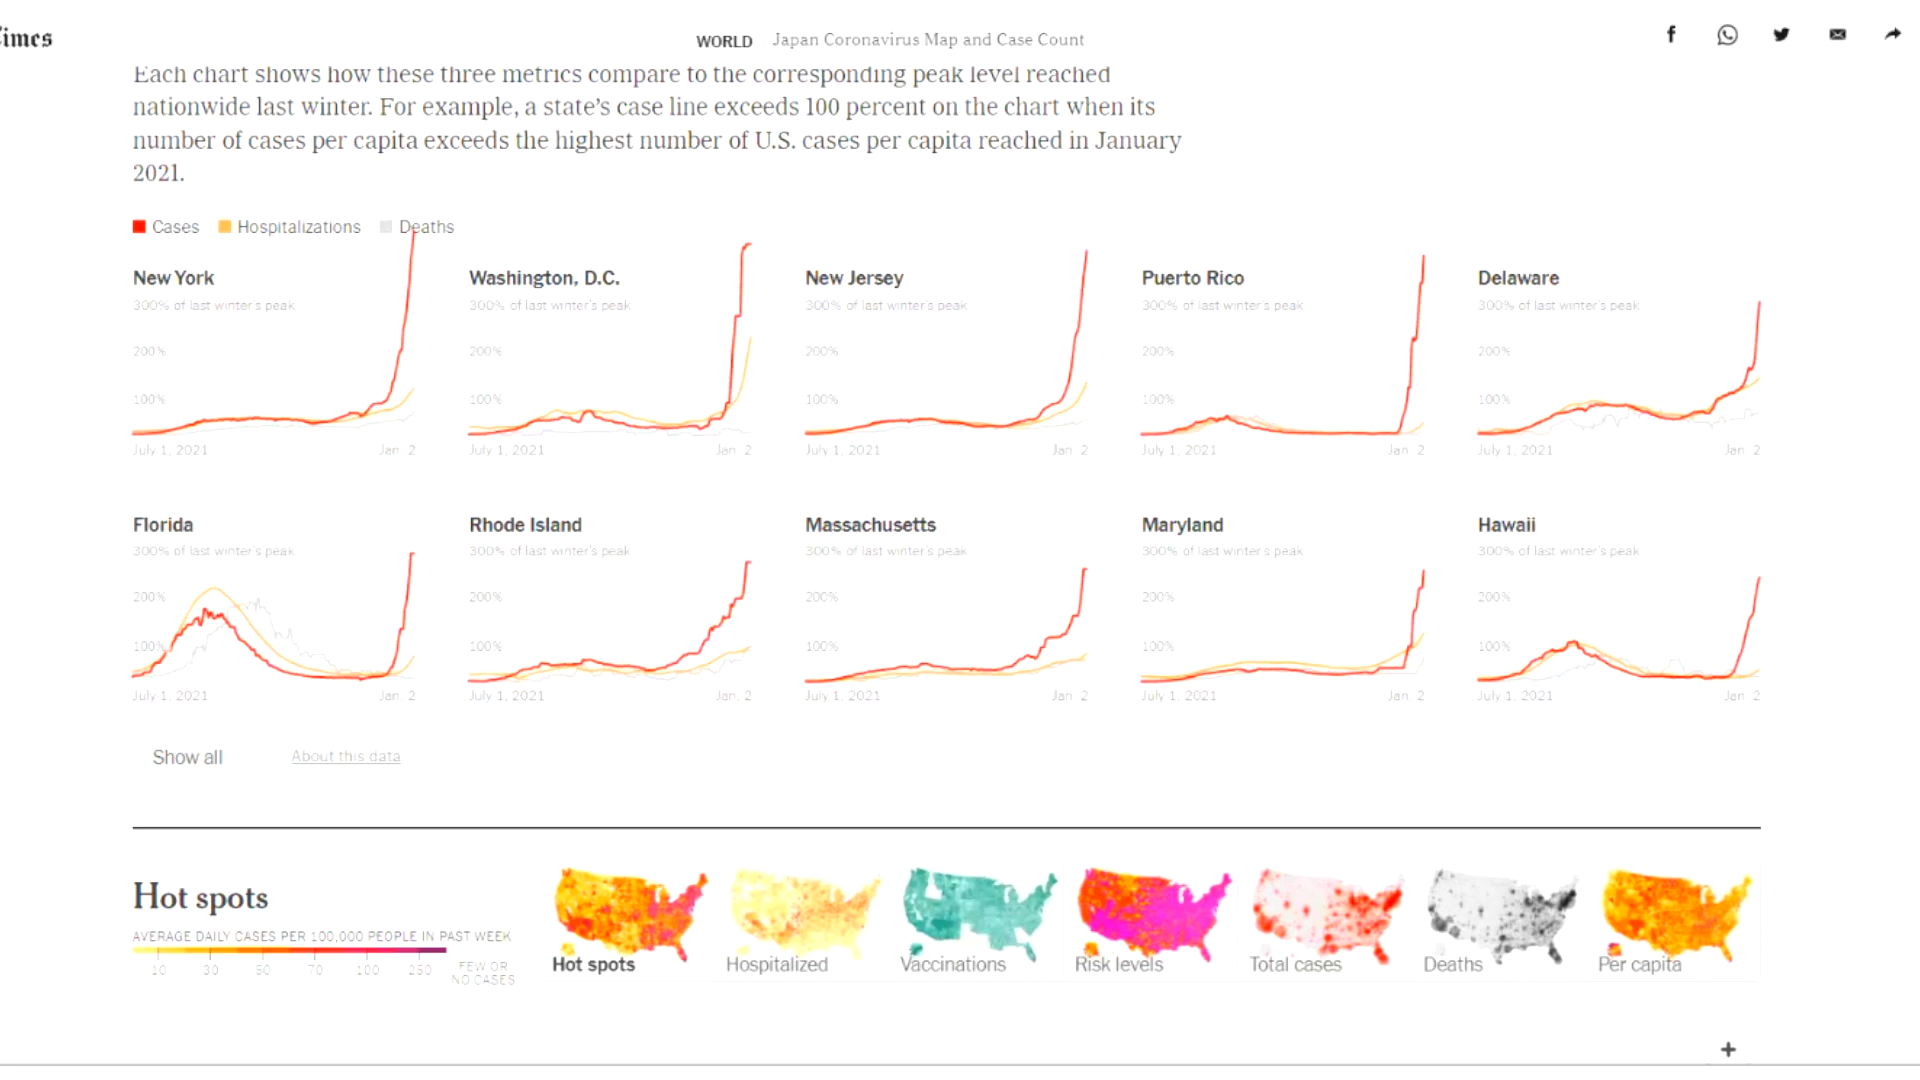 Times
WORLD Japan Coronavirus Map and Case Count
Each chart shows how these three metrics compare to the corresponding peak level reached
nationwide last winter. For example, a state's case line exceeds 100 percent on the chart when its
number of cases per capita exceeds the highest number of U.S. cases per capita reached in January
2021.
Cases Hospitalizations Deaths
New York Washington, D.C. New Jersey Puerto Rico Delaware
300% of last winter's peak 300% of last winter's peak 300% of last winter's peak 300% of last winter's peak 300% of last winter's peak
200% 200% 200% 200% 200%
100% 100% 100% 100% 100%
July 1, 2021 Jan. 2 July 1, 2021 Jan. 2 July 1, 2021 Jan. 2 July 1, 2021 Jan. 2 July 1, 2021 Jan. 2
Florida Rhode Island Massachusetts Maryland Hawaii
300% of last winter's peak 300% of last winter's peak 300% of last winter's peak 300% of last winter's peak 300% of last winter's peak
200% 200% 200% 200% 200%
100% 100% 100% 100% 100%
July 1, 2021 Jan. 2 July 1, 2021 Jan. 2 July 1, 2021 Jan. 2 July 1, 2021 Jan. 2 July 1, 2021 Jan. 2
Show all About this data
Hot spots
AVERAGE DAILY CASES PER 100,000 PEOPLE IN PAST WEEK
10 30 50 70 100 250 FEW OR
NO CASES
Hot spots Hospitalized Vaccinations Risk levels Total cases Deaths Per capita